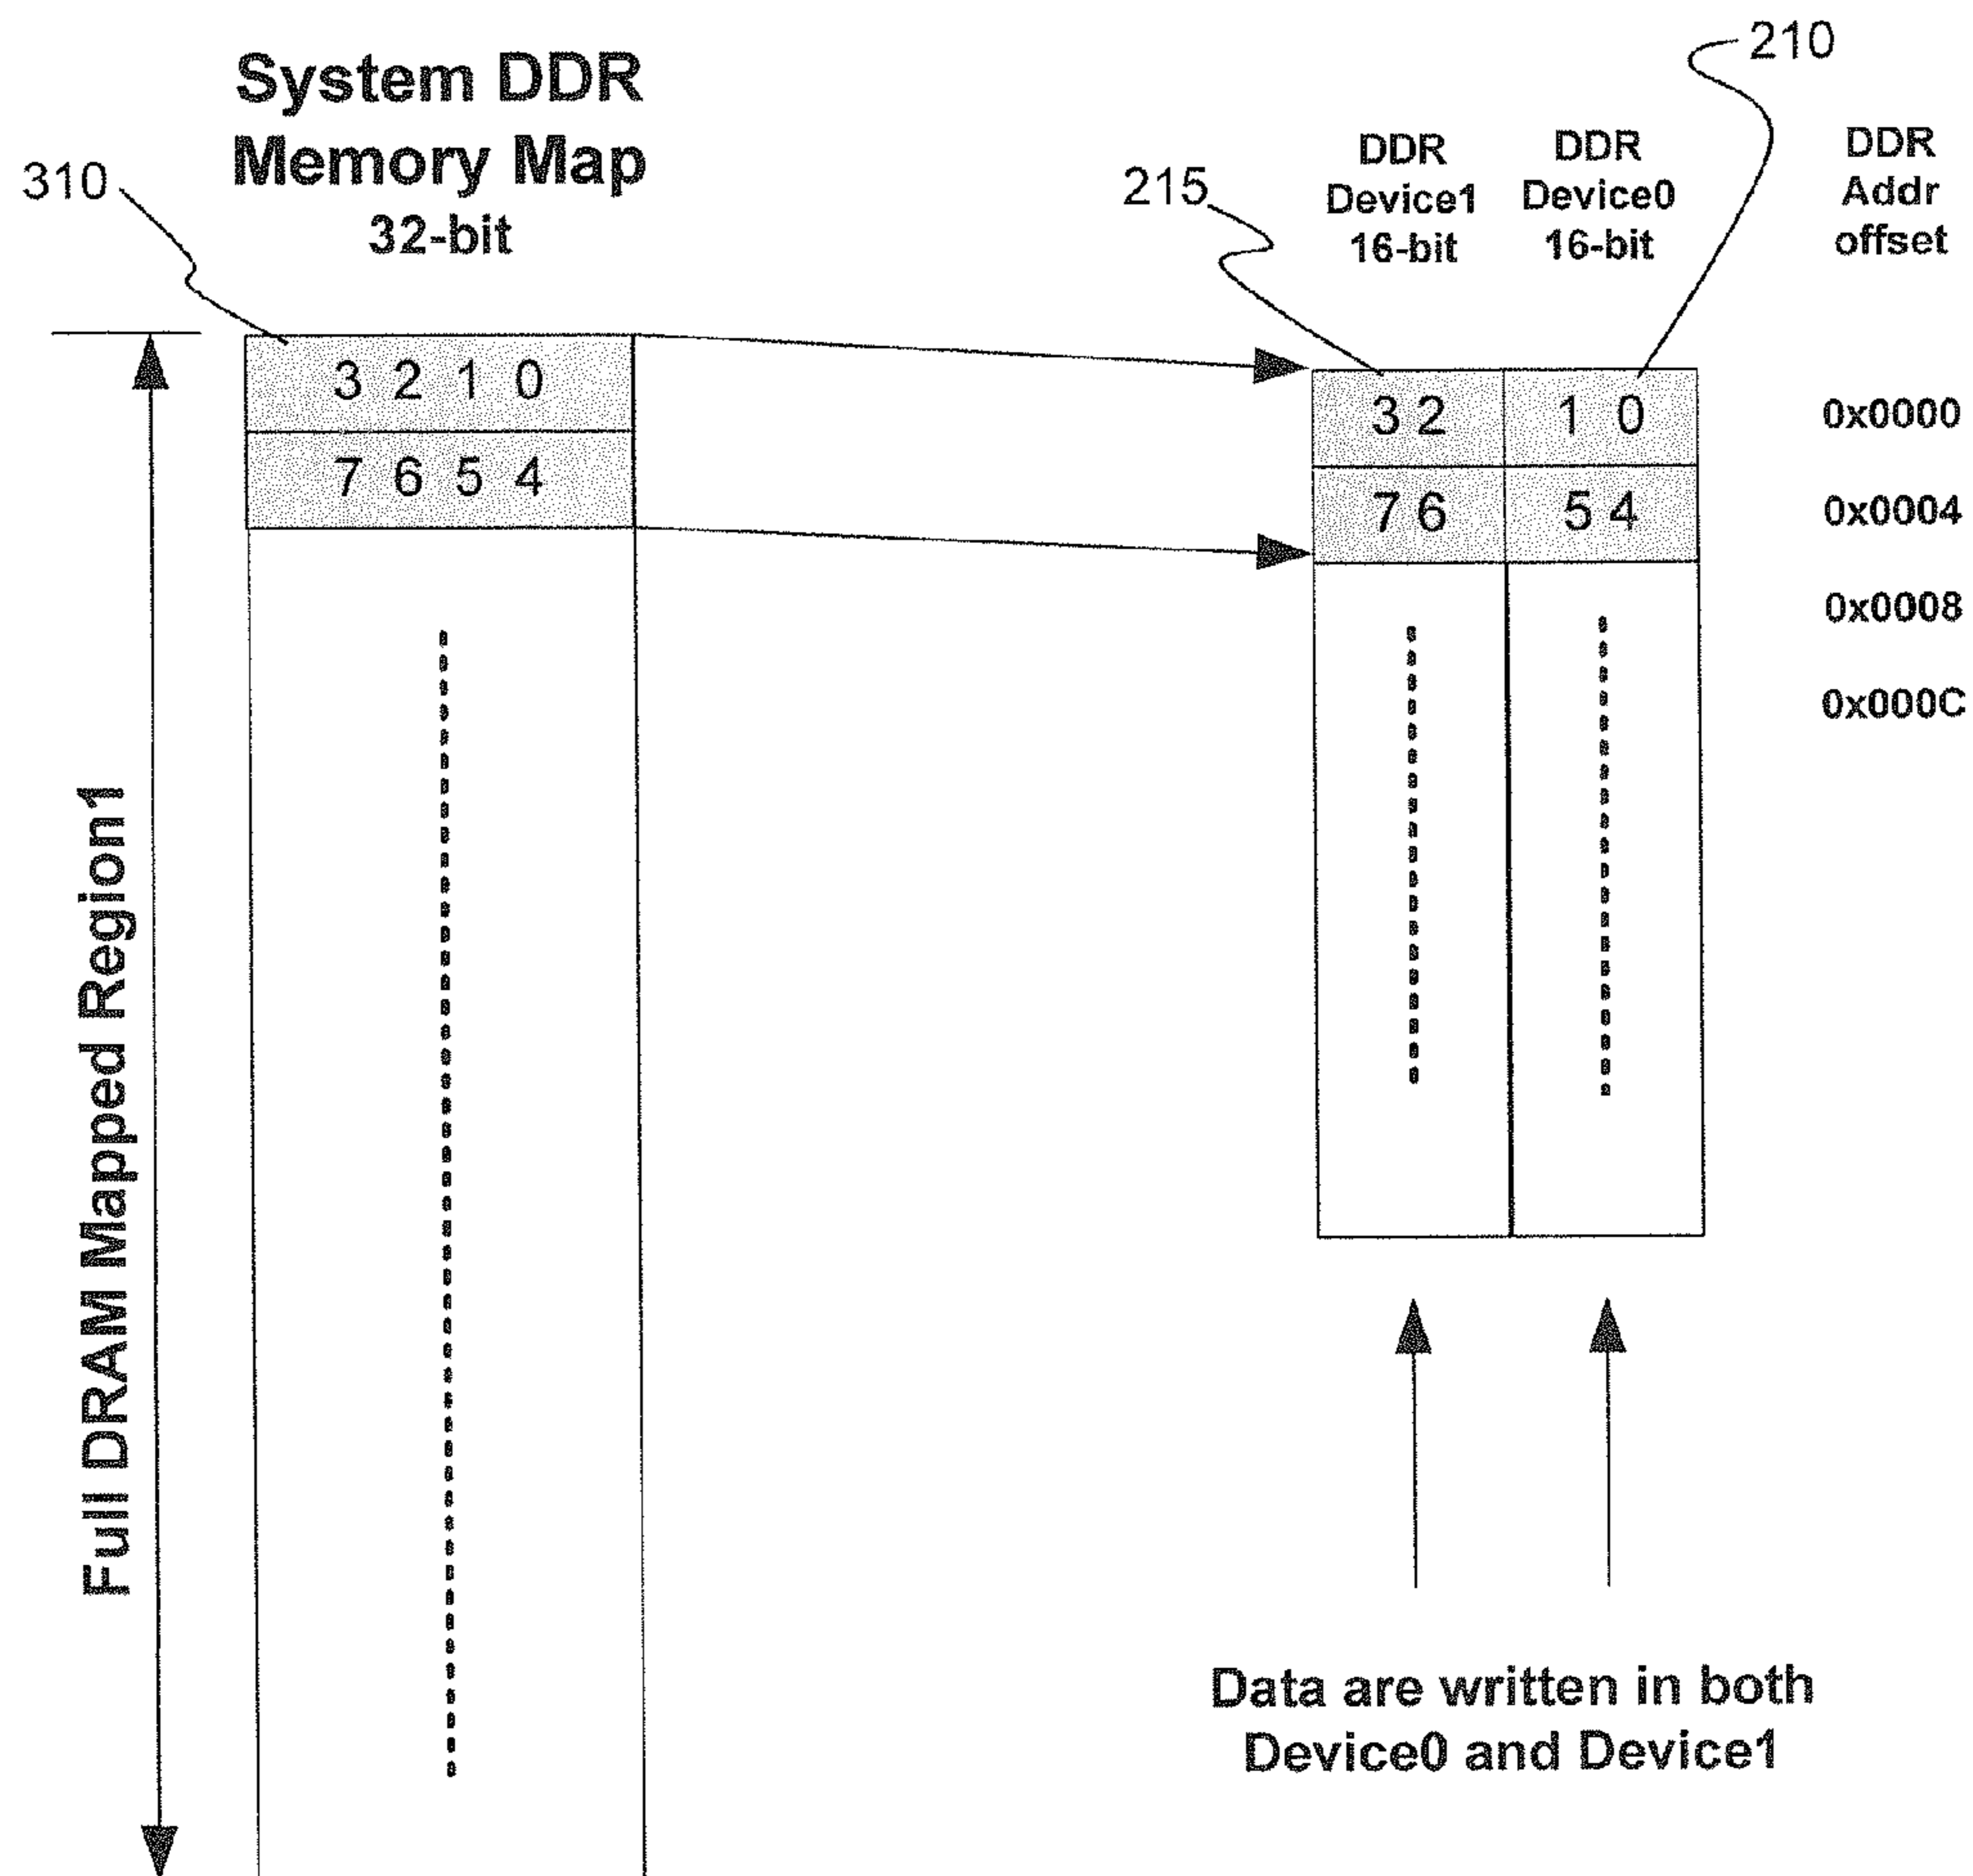 210
System DDR
Memory Map
32-bit
310
215
DDR
Device1
16-bit
DDR
Device0
16-bit
DDR
Addr
offset
3 2 1 0
7 6 5 4
3 2
1 0
0x0000
7 6
5 4
0x0004
0x0008
0x000C
Full DRAM Mapped Region1
Data are written in both
Device0 and Device1